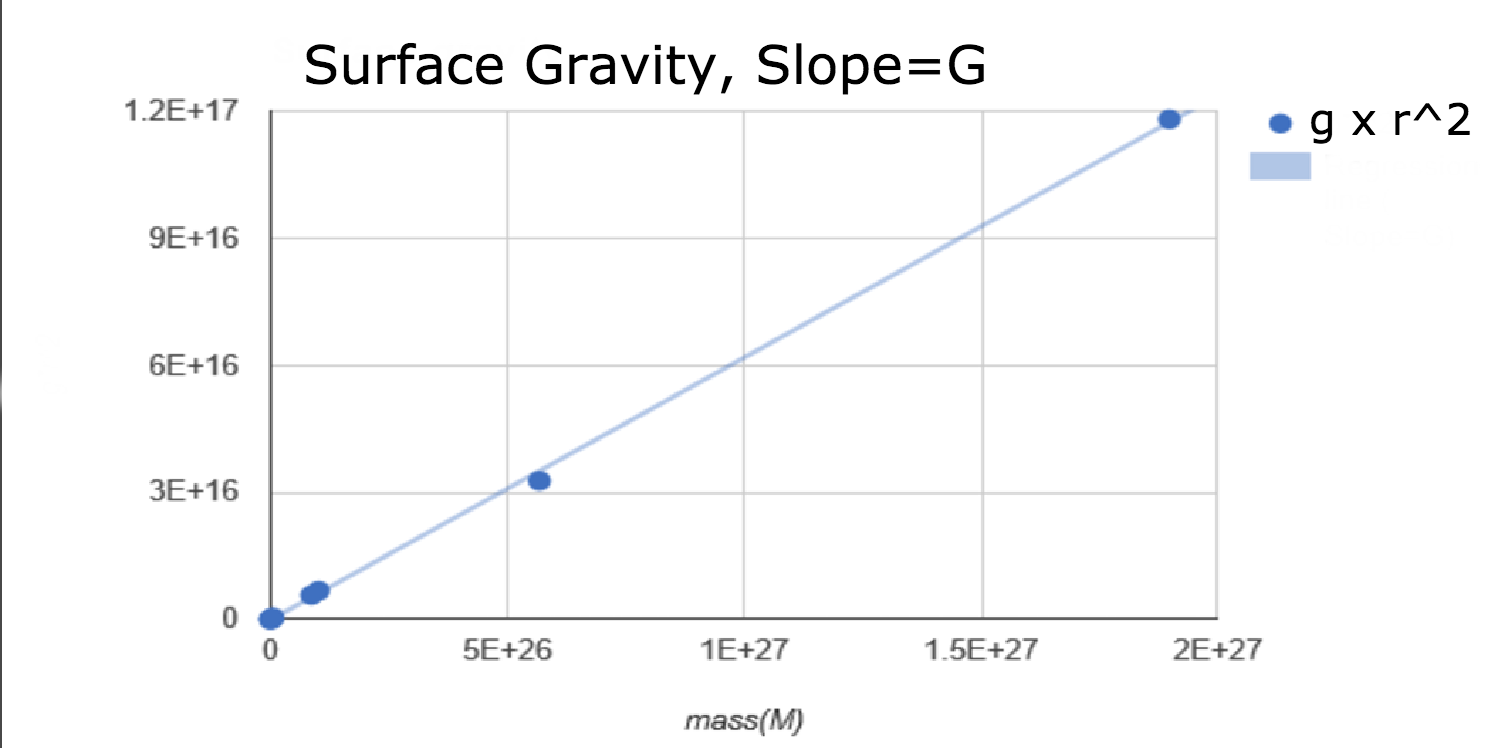 Surface Gravity, Slope=G
1.2E+17
9E+16
6E+16
3E+16
0
0 5E+26 1E+27 1.5E+27 2E+27
mass(M)
g x r^2